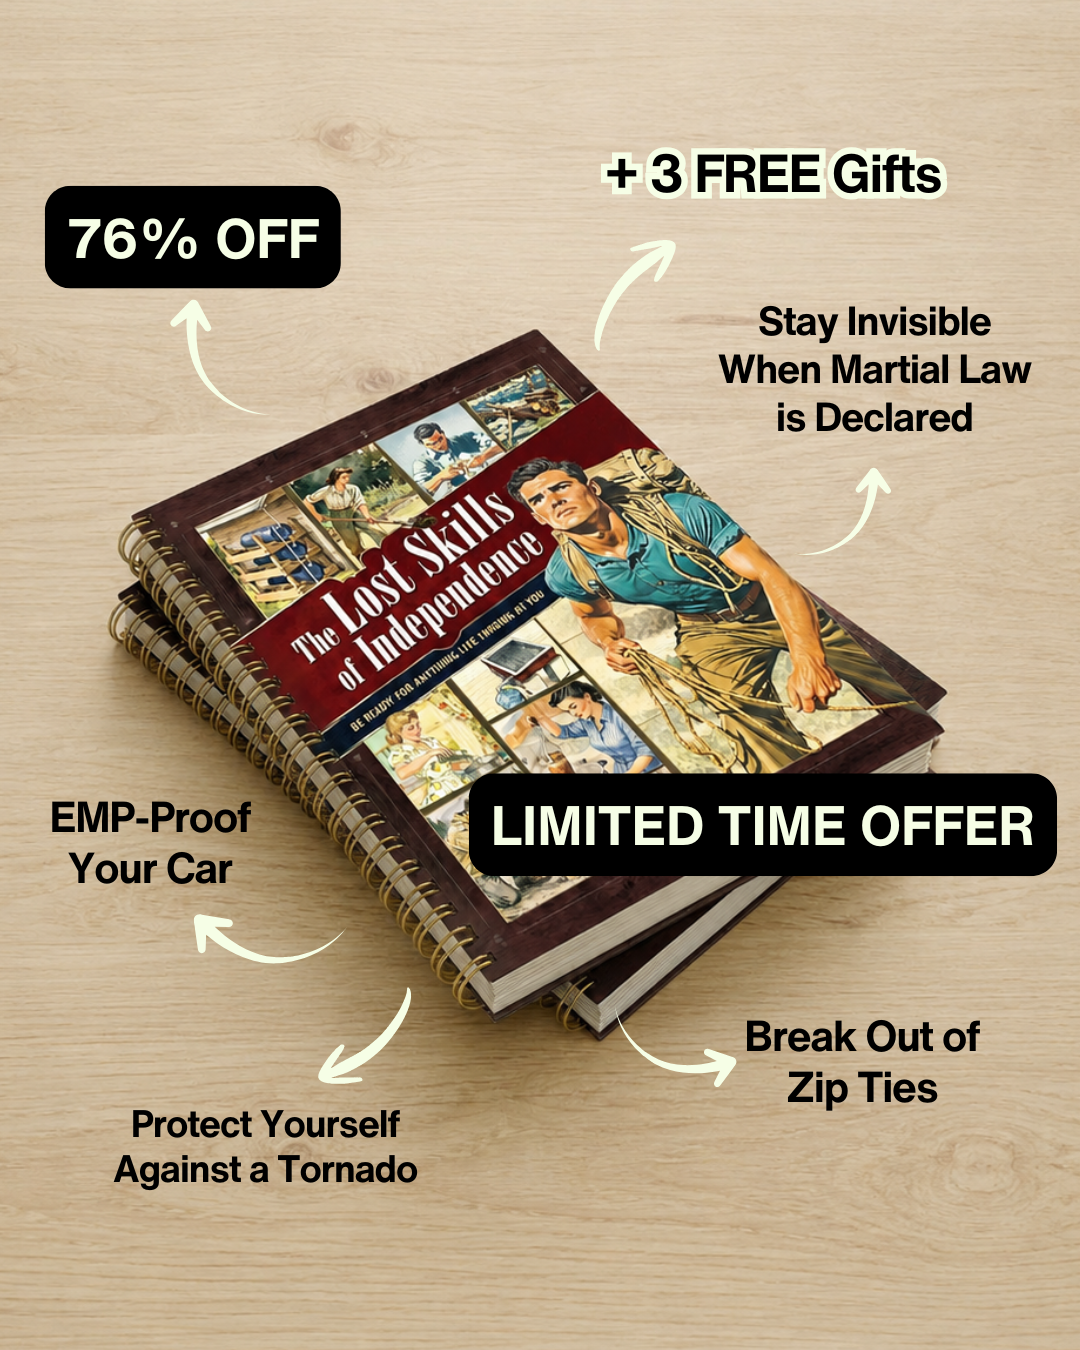 + 3 FREE Gifts
76% OFF
Stay Invisible
When Martial Law
is Declared
The Lost Skills
of Independence
BE READY FOR ANYTHING LIFE THROWS AT YOU
LIMITED TIME OFFER
EMP-Proof
Your Car
Break Out of
Zip Ties
Protect Yourself
Against a Tornado